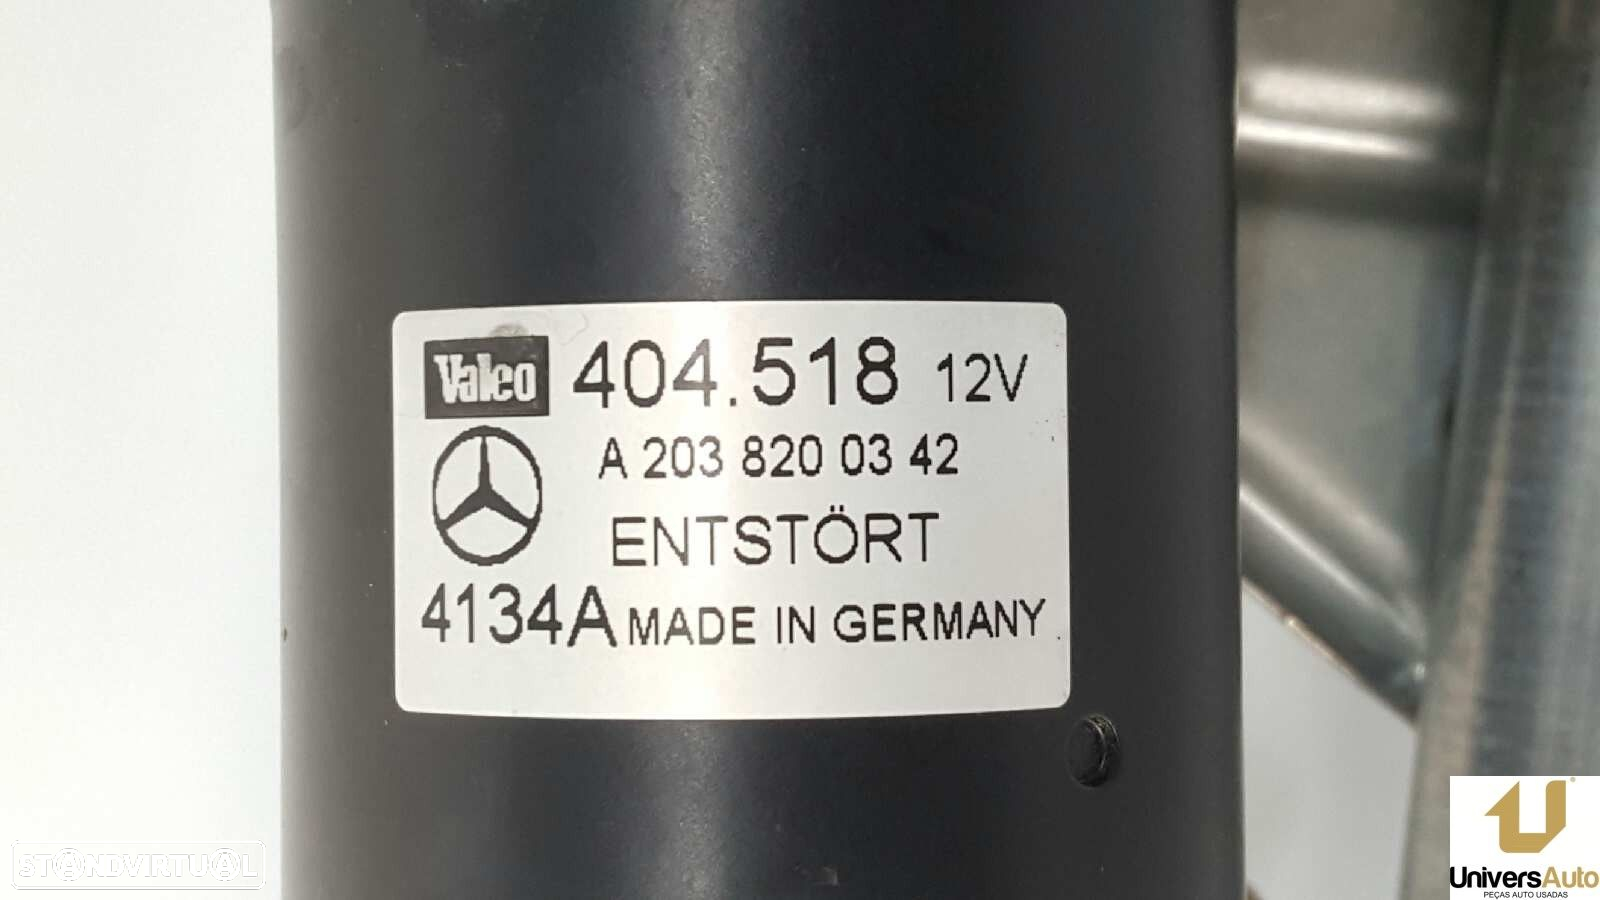 Valeo 404.518 12V
A 203 820 03 42
ENTSTÖRT
4134A MADE IN GERMANY
STANDVIRTUAL
UniversAuto
PEÇAS AUTO USADAS